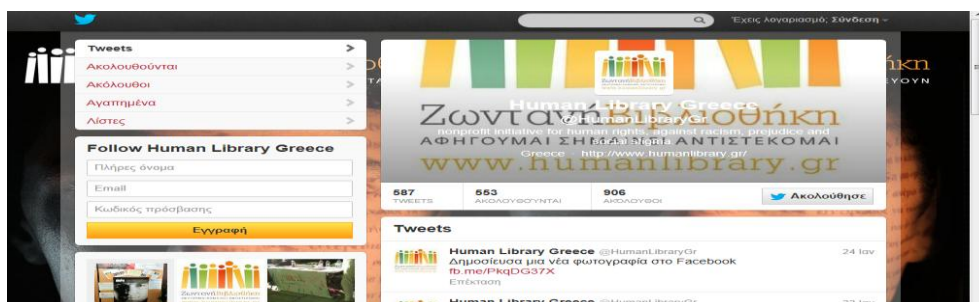 Έχεις λογαριασμό; Σύνδεση
Tweets
Ακολουθούνται
Ακόλουθοι
Αγαπημένα
Λίστες
Follow Human Library Greece
Πλήρες όνομα
Email
Κωδικός πρόσβασης
Εγγραφή
Ζωντανή Βιβλιοθήκη
Human Library Greece
@HumanLibraryGr
nonprofit initiative for human rights, against racism, prejudice and
social stigma
ΑΦΗΓΟΥΜΑΙ ΑΝΤΙΣΤΕΚΟΜΑΙ
Greece · http://www.humanlibrary.gr/
www.humanlibrary.gr
587 553 906
TWEETS ΑΚΟΛΟΥΘΟΥΝΤΑΙ ΑΚΟΛΟΥΘΟΙ
Ακολούθησε
Tweets
Human Library Greece @HumanLibraryGr 24 Ιαν
Δημοσίευσα μια νέα φωτογραφία στο Facebook
fb.me/PkqDG37X
Επέκταση
Human Library Greece @HumanLibraryGr